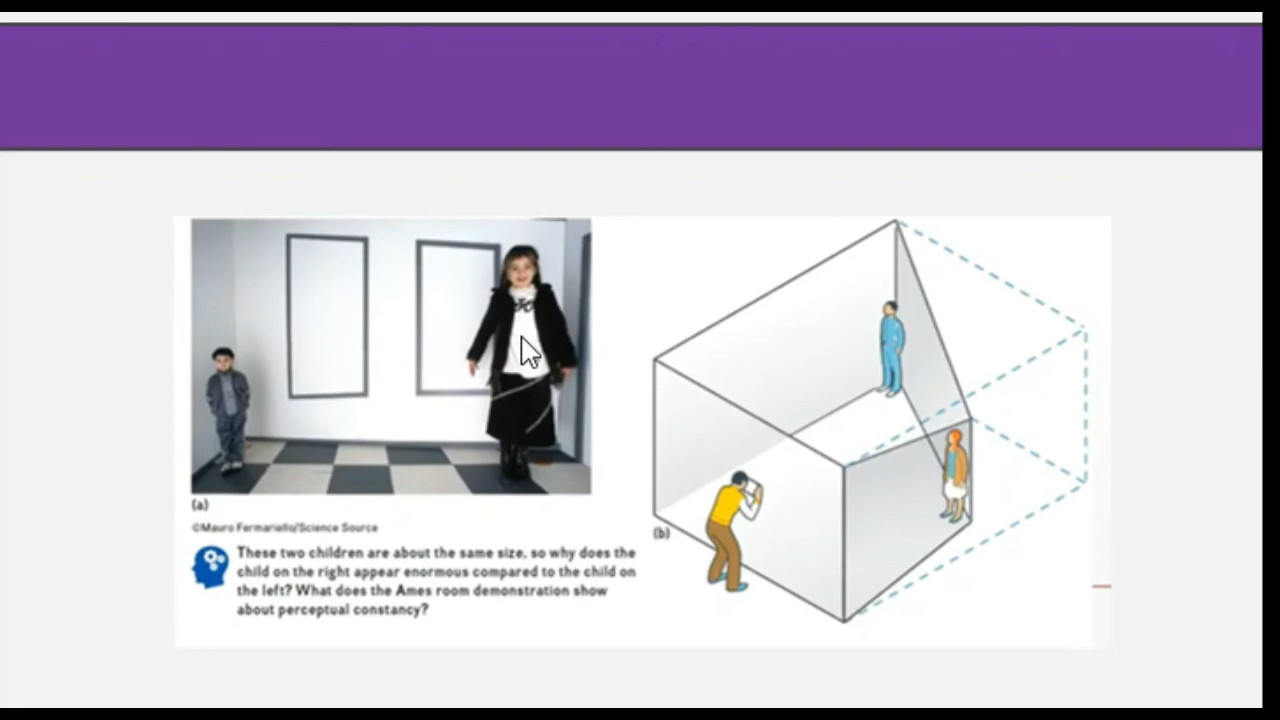 (a)
©Mauro Fermariello/Science Source
These two children are about the same size, so why does the
child on the right appear enormous compared to the child on
the left? What does the Ames room demonstration show
about perceptual constancy?
(b)